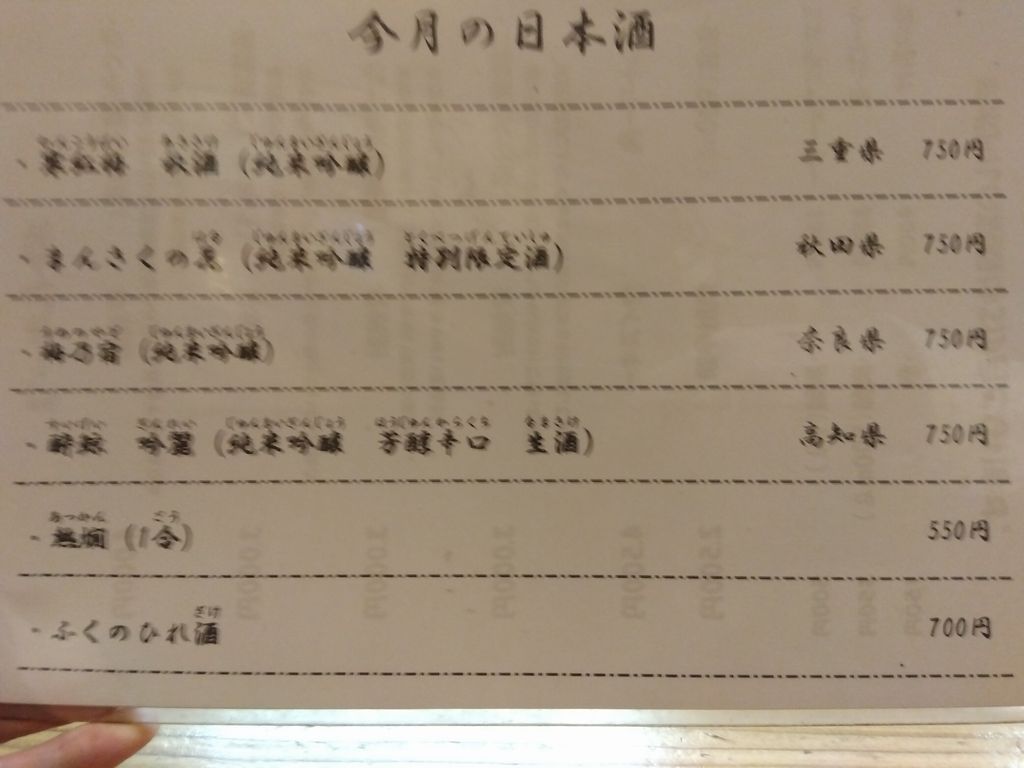 今月の日本酒
・寒紅梅 秋酒（純米吟醸） 三重県 750円
・まんさくの花（純米吟醸 特別限定酒） 秋田県 750円
・梅乃宿（純米吟醸） 奈良県 750円
・酔鯨 吟麗（純米吟醸 芳醇辛口 生酒） 高知県 750円
・熱燗（1合） 550円
・ふくのひれ酒 700円